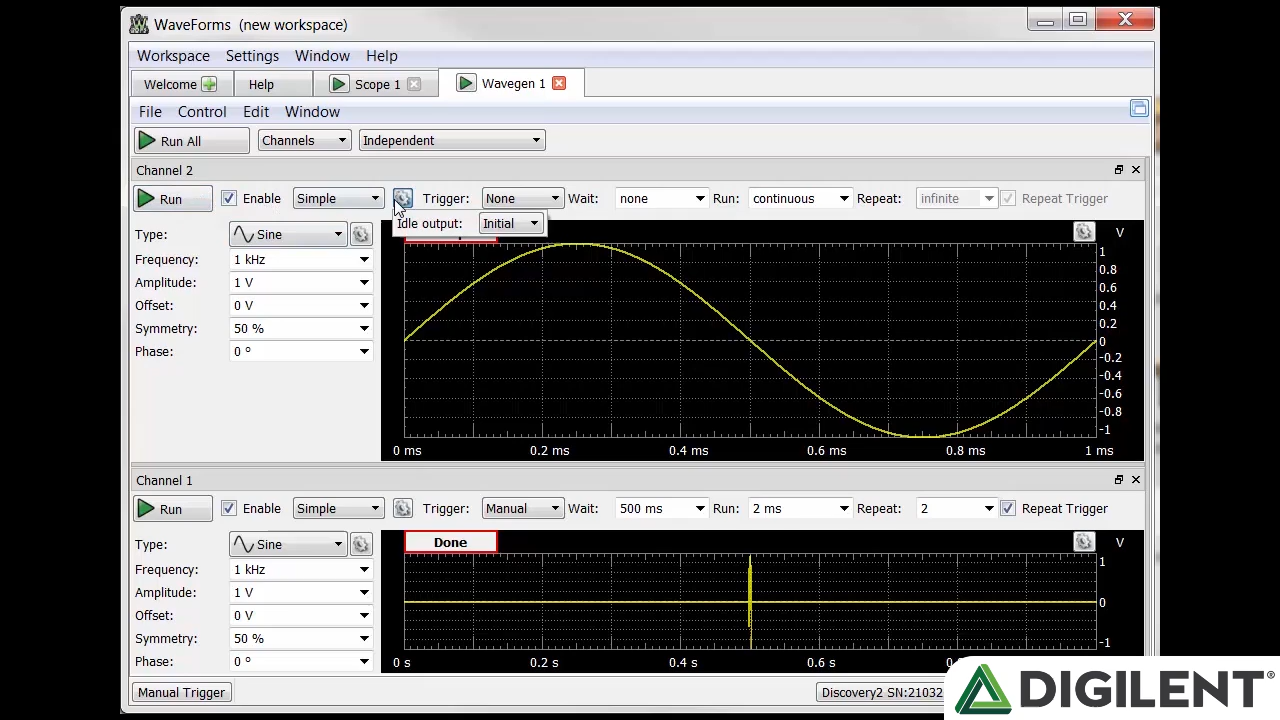 WaveForms (new workspace)
Workspace Settings Window Help
Welcome Help Scope 1 Wavegen 1
File Control Edit Window
Run All Channels Independent
Channel 2
Run Enable Simple Trigger: None Wait: none Run: continuous Repeat: infinite Repeat Trigger
Idle output: Initial
Type: Sine
Frequency: 1 kHz
Amplitude: 1 V
Offset: 0 V
Symmetry: 50 %
Phase: 0 º
V
1
0.8
0.6
0.4
0.2
0
-0.2
-0.4
-0.6
-0.8
-1
0 ms 0.2 ms 0.4 ms 0.6 ms 0.8 ms 1 ms
Channel 1
Run Enable Simple Trigger: Manual Wait: 500 ms Run: 2 ms Repeat: 2 Repeat Trigger
Type: Sine
Frequency: 1 kHz
Amplitude: 1 V
Offset: 0 V
Symmetry: 50 %
Phase: 0 º
Done
V
1
0
-1
0 s 0.2 s 0.4 s 0.6 s
Manual Trigger Discovery2 SN:21032
DIGILENT®